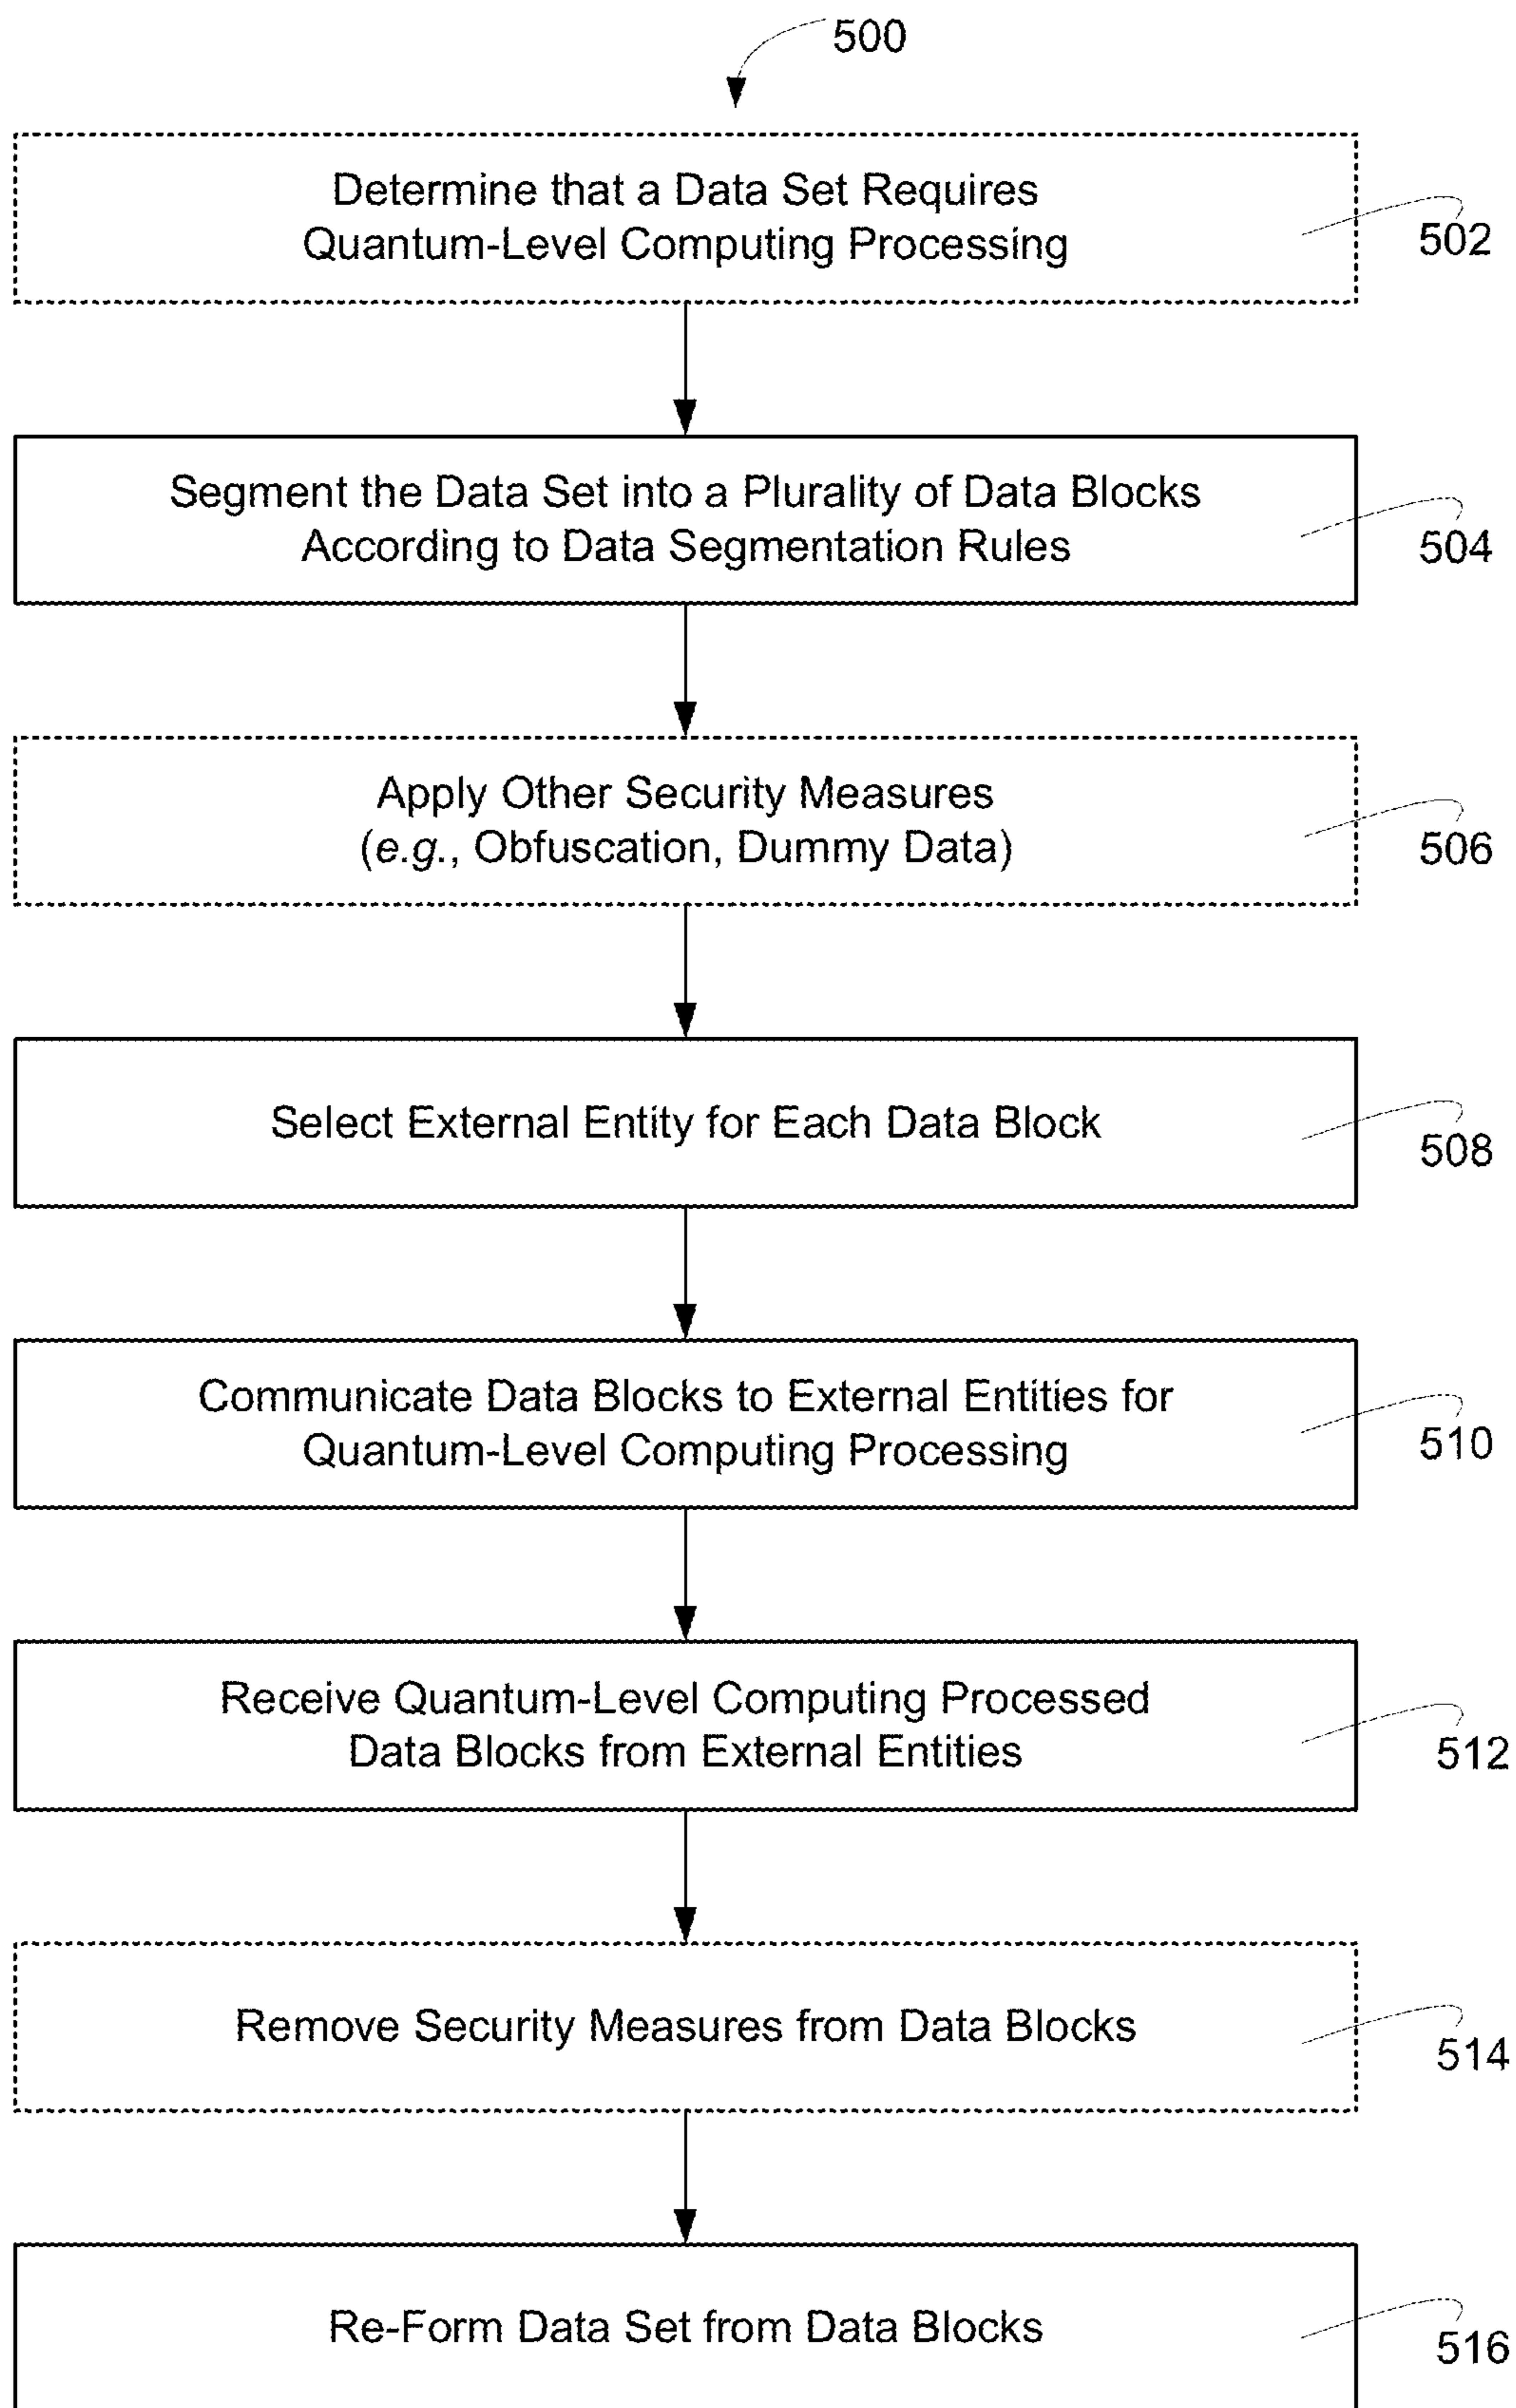 500
Determine that a Data Set Requires
Quantum-Level Computing Processing
502
Segment the Data Set into a Plurality of Data Blocks
According to Data Segmentation Rules
504
Apply Other Security Measures
(e.g., Obfuscation, Dummy Data)
506
Select External Entity for Each Data Block
508
Communicate Data Blocks to External Entities for
Quantum-Level Computing Processing
510
Receive Quantum-Level Computing Processed
Data Blocks from External Entities
512
Remove Security Measures from Data Blocks
514
Re-Form Data Set from Data Blocks
516